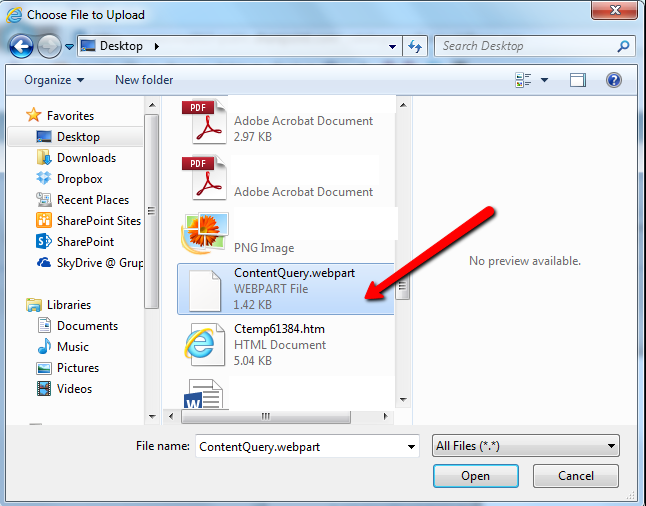 Choose File to Upload
Desktop
Search Desktop
Organize
New folder
Favorites
Desktop
Downloads
Dropbox
Recent Places
SharePoint Sites
SharePoint
SkyDrive @ Grup
Libraries
Documents
Music
Pictures
Videos
PDF
Adobe Acrobat Document
2.97 KB
PDF
Adobe Acrobat Document
PNG Image
ContentQuery.webpart
WEBPART File
1.42 KB
Ctemp61384.htm
HTML Document
5.04 KB
No preview available.
File name:
ContentQuery.webpart
All Files (*.*)
Open
Cancel